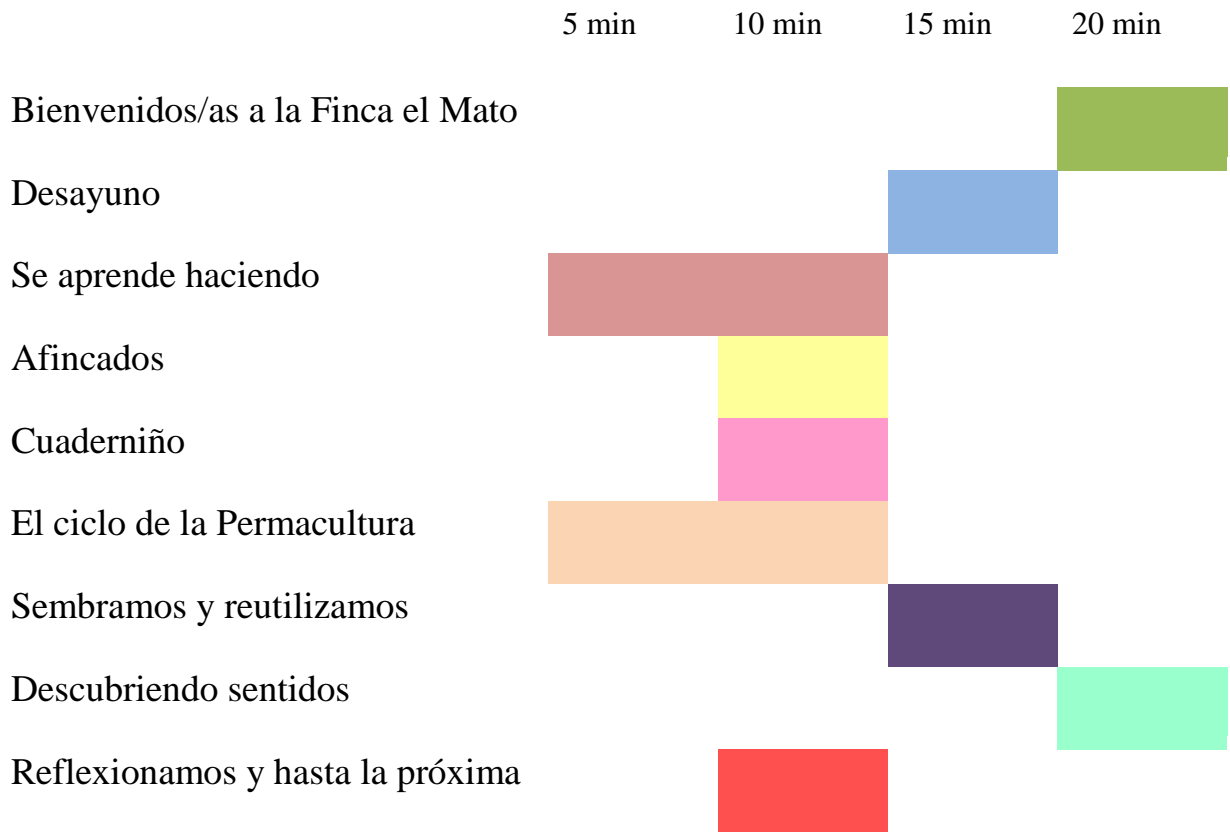 5 min 10 min 15 min 20 min
Bienvenidos/as a la Finca el Mato
Desayuno
Se aprende haciendo
Afincados
Cuaderniño
El ciclo de la Permacultura
Sembramos y reutilizamos
Descubriendo sentidos
Reflexionamos y hasta la próxima